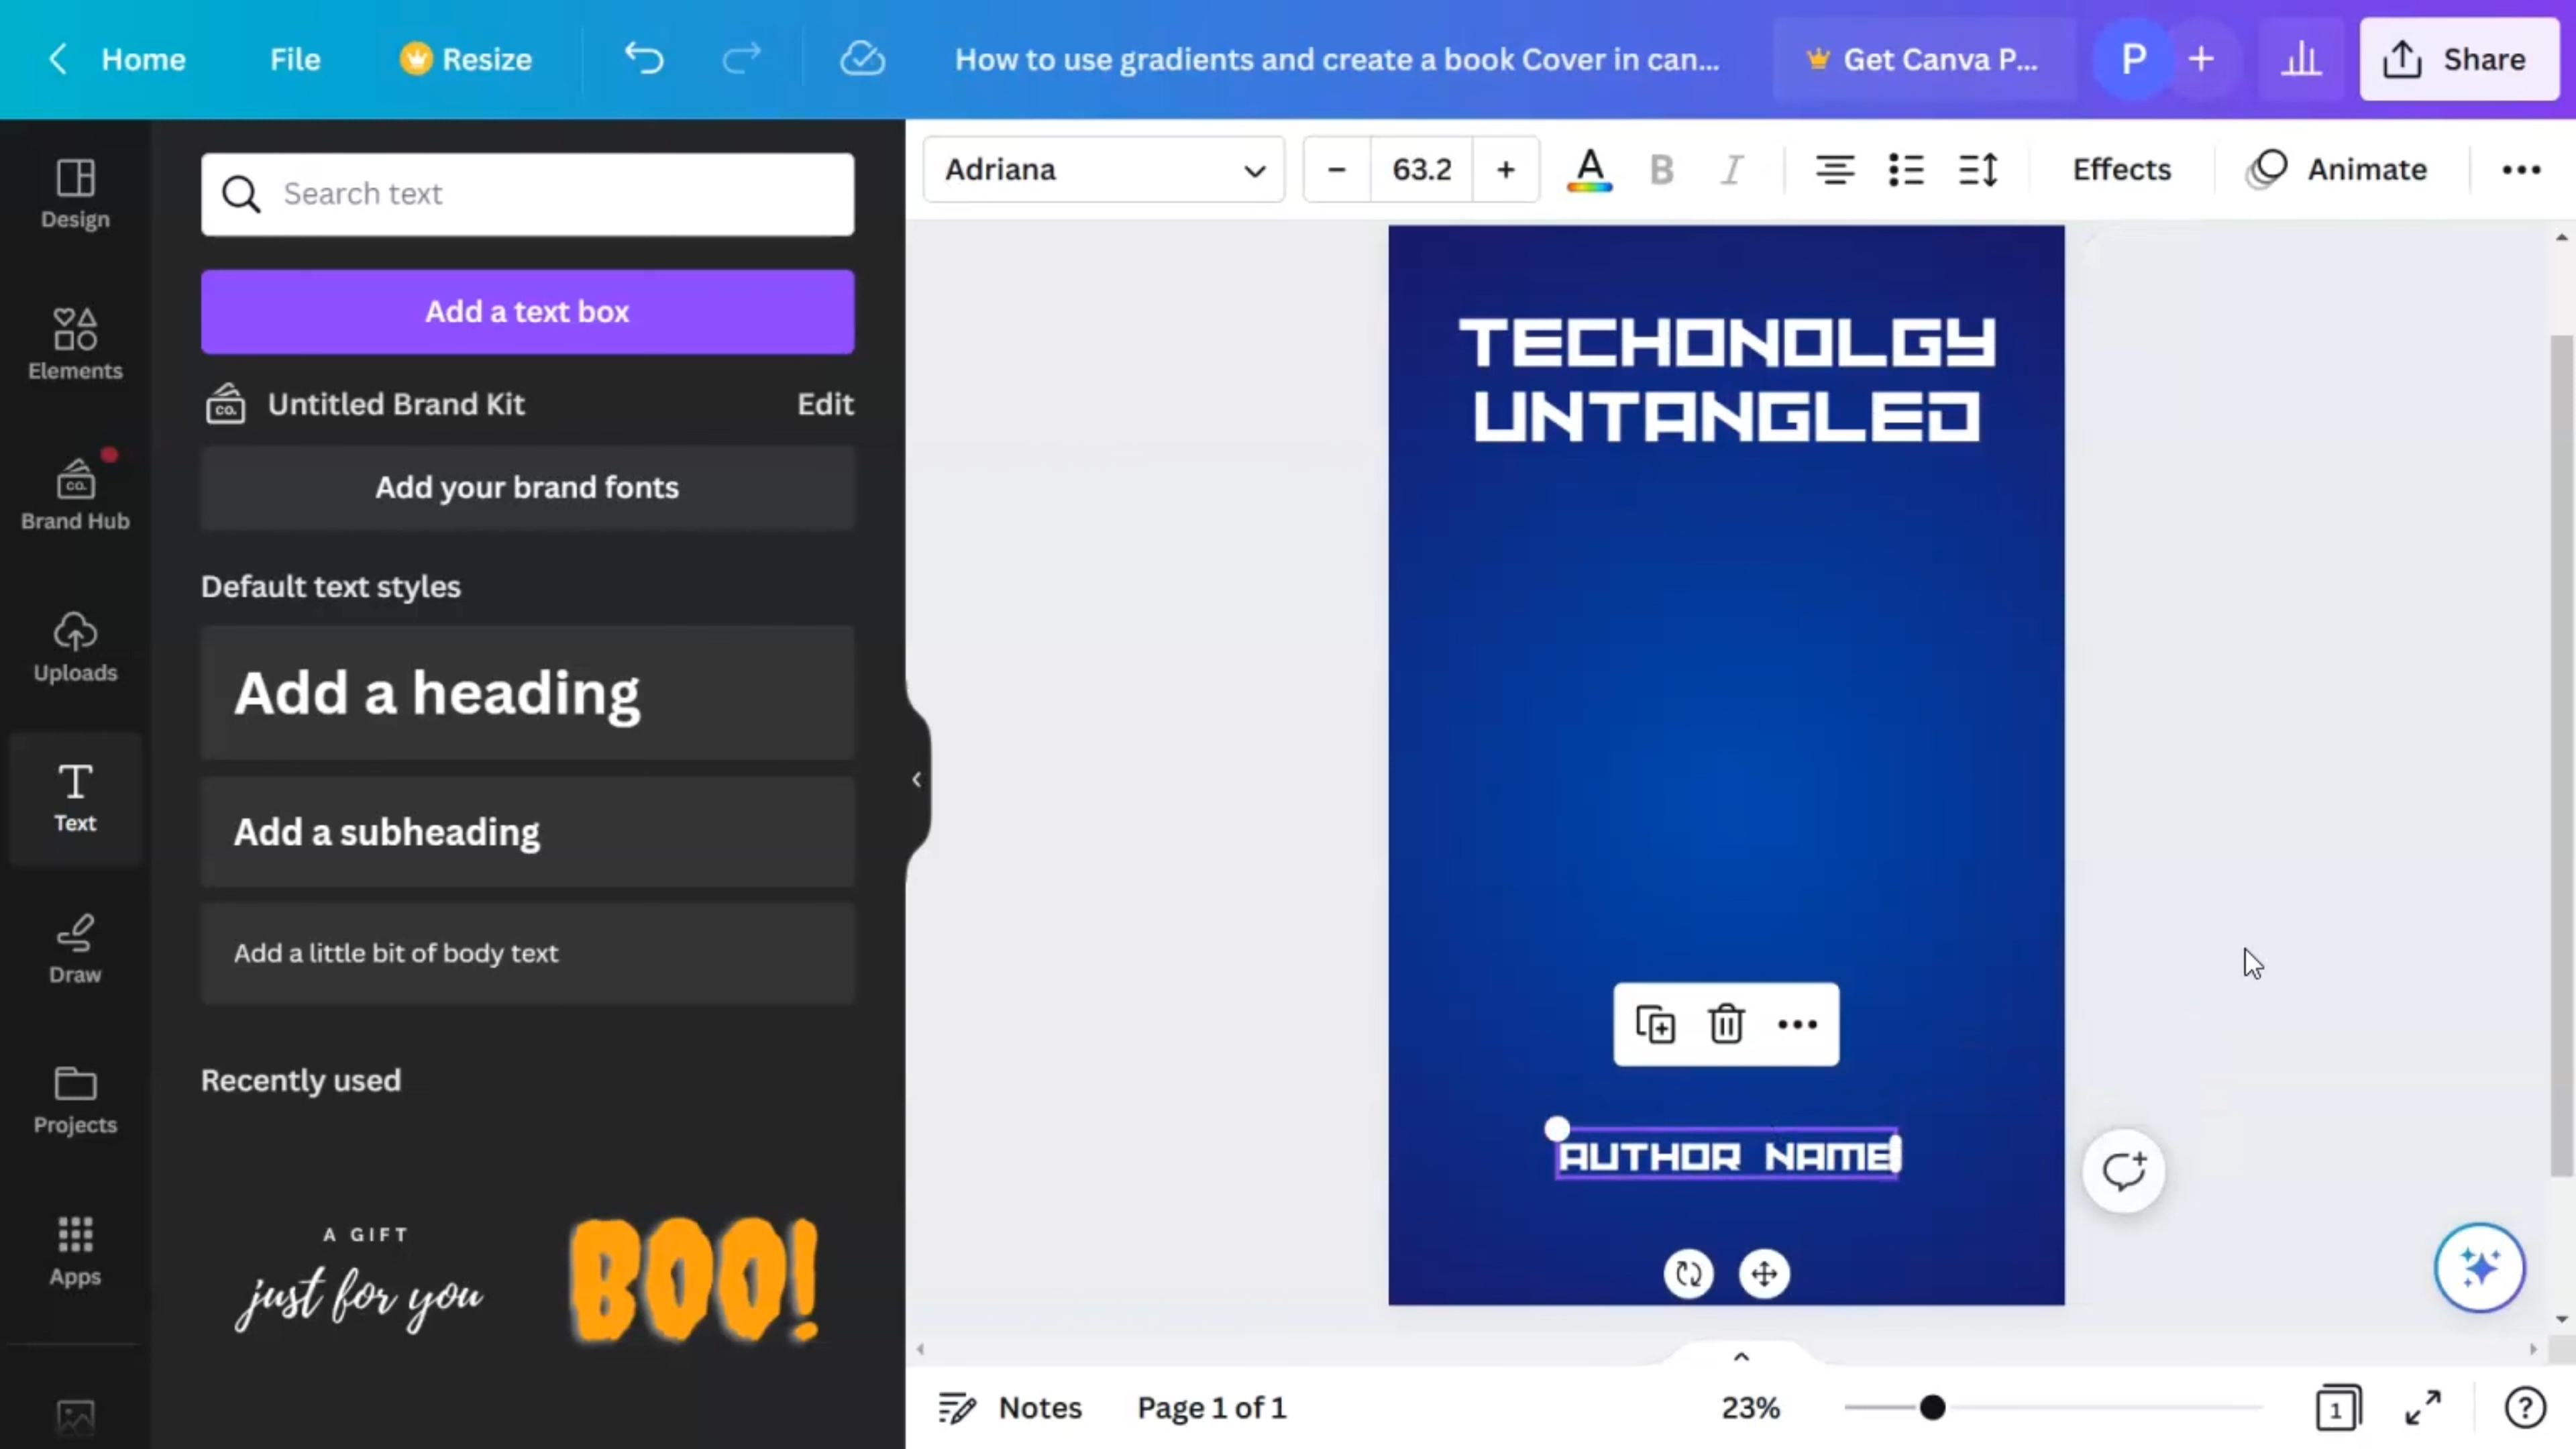 Home File Resize How to use gradients and create a book Cover in can... Get Canva P... P Share
Design
Elements
Brand Hub
Uploads
Text
Draw
Projects
Apps
Search text
Add a text box
CO. Untitled Brand Kit Edit
Add your brand fonts
Default text styles
Add a heading
Add a subheading
Add a little bit of body text
Recently used
A GIFT
just for you
BOO!
Adriana 63.2 A B I Effects Animate
TECHONOLGY
UNTANGLED
AUTHOR NAME
Notes Page 1 of 1 23% 1 ?